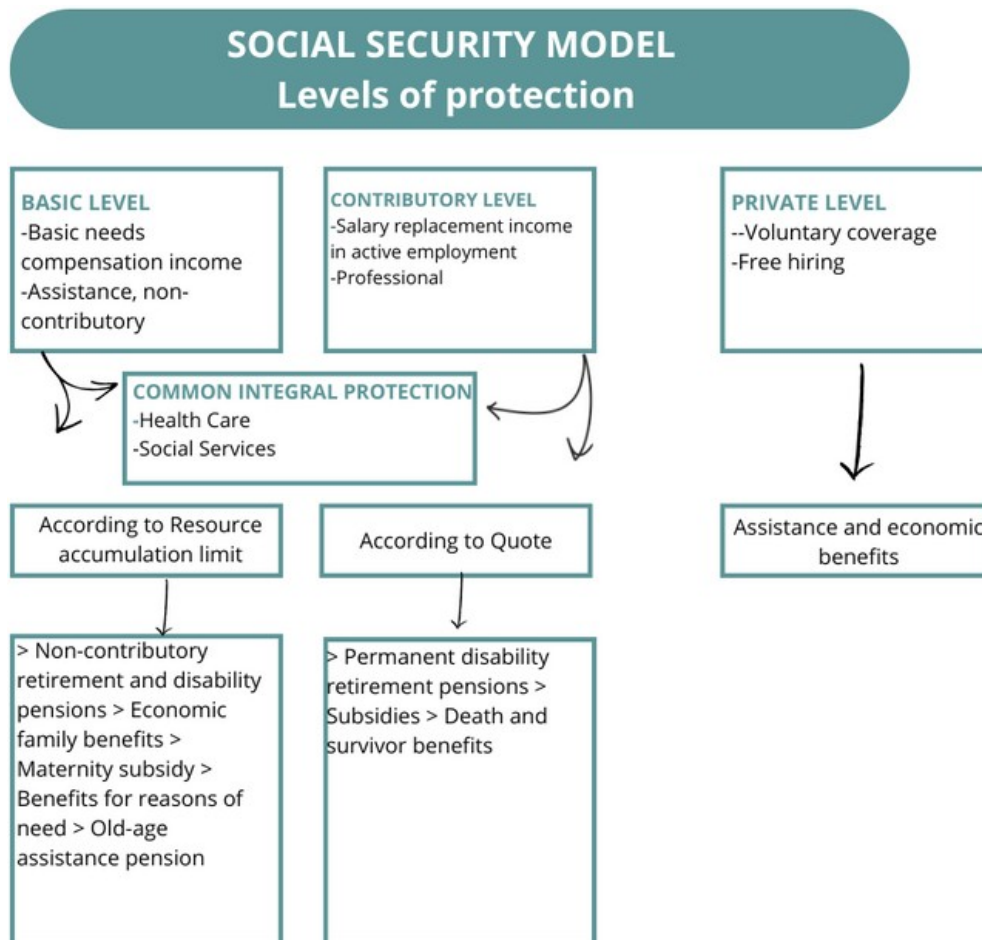 SOCIAL SECURITY MODEL
Levels of protection
BASIC LEVEL
-Basic needs
compensation income
-Assistance, non-
contributory
CONTRIBUTORY LEVEL
-Salary replacement income
in active employment
-Professional
PRIVATE LEVEL
--Voluntary coverage
-Free hiring
COMMON INTEGRAL PROTECTION
-Health Care
-Social Services
According to Resource
accumulation limit
According to Quote
Assistance and economic
benefits
> Non-contributory
retirement and disability
pensions > Economic
family benefits >
Maternity subsidy >
Benefits for reasons of
need > Old-age
assistance pension
> Permanent disability
retirement pensions >
Subsidies > Death and
survivor benefits